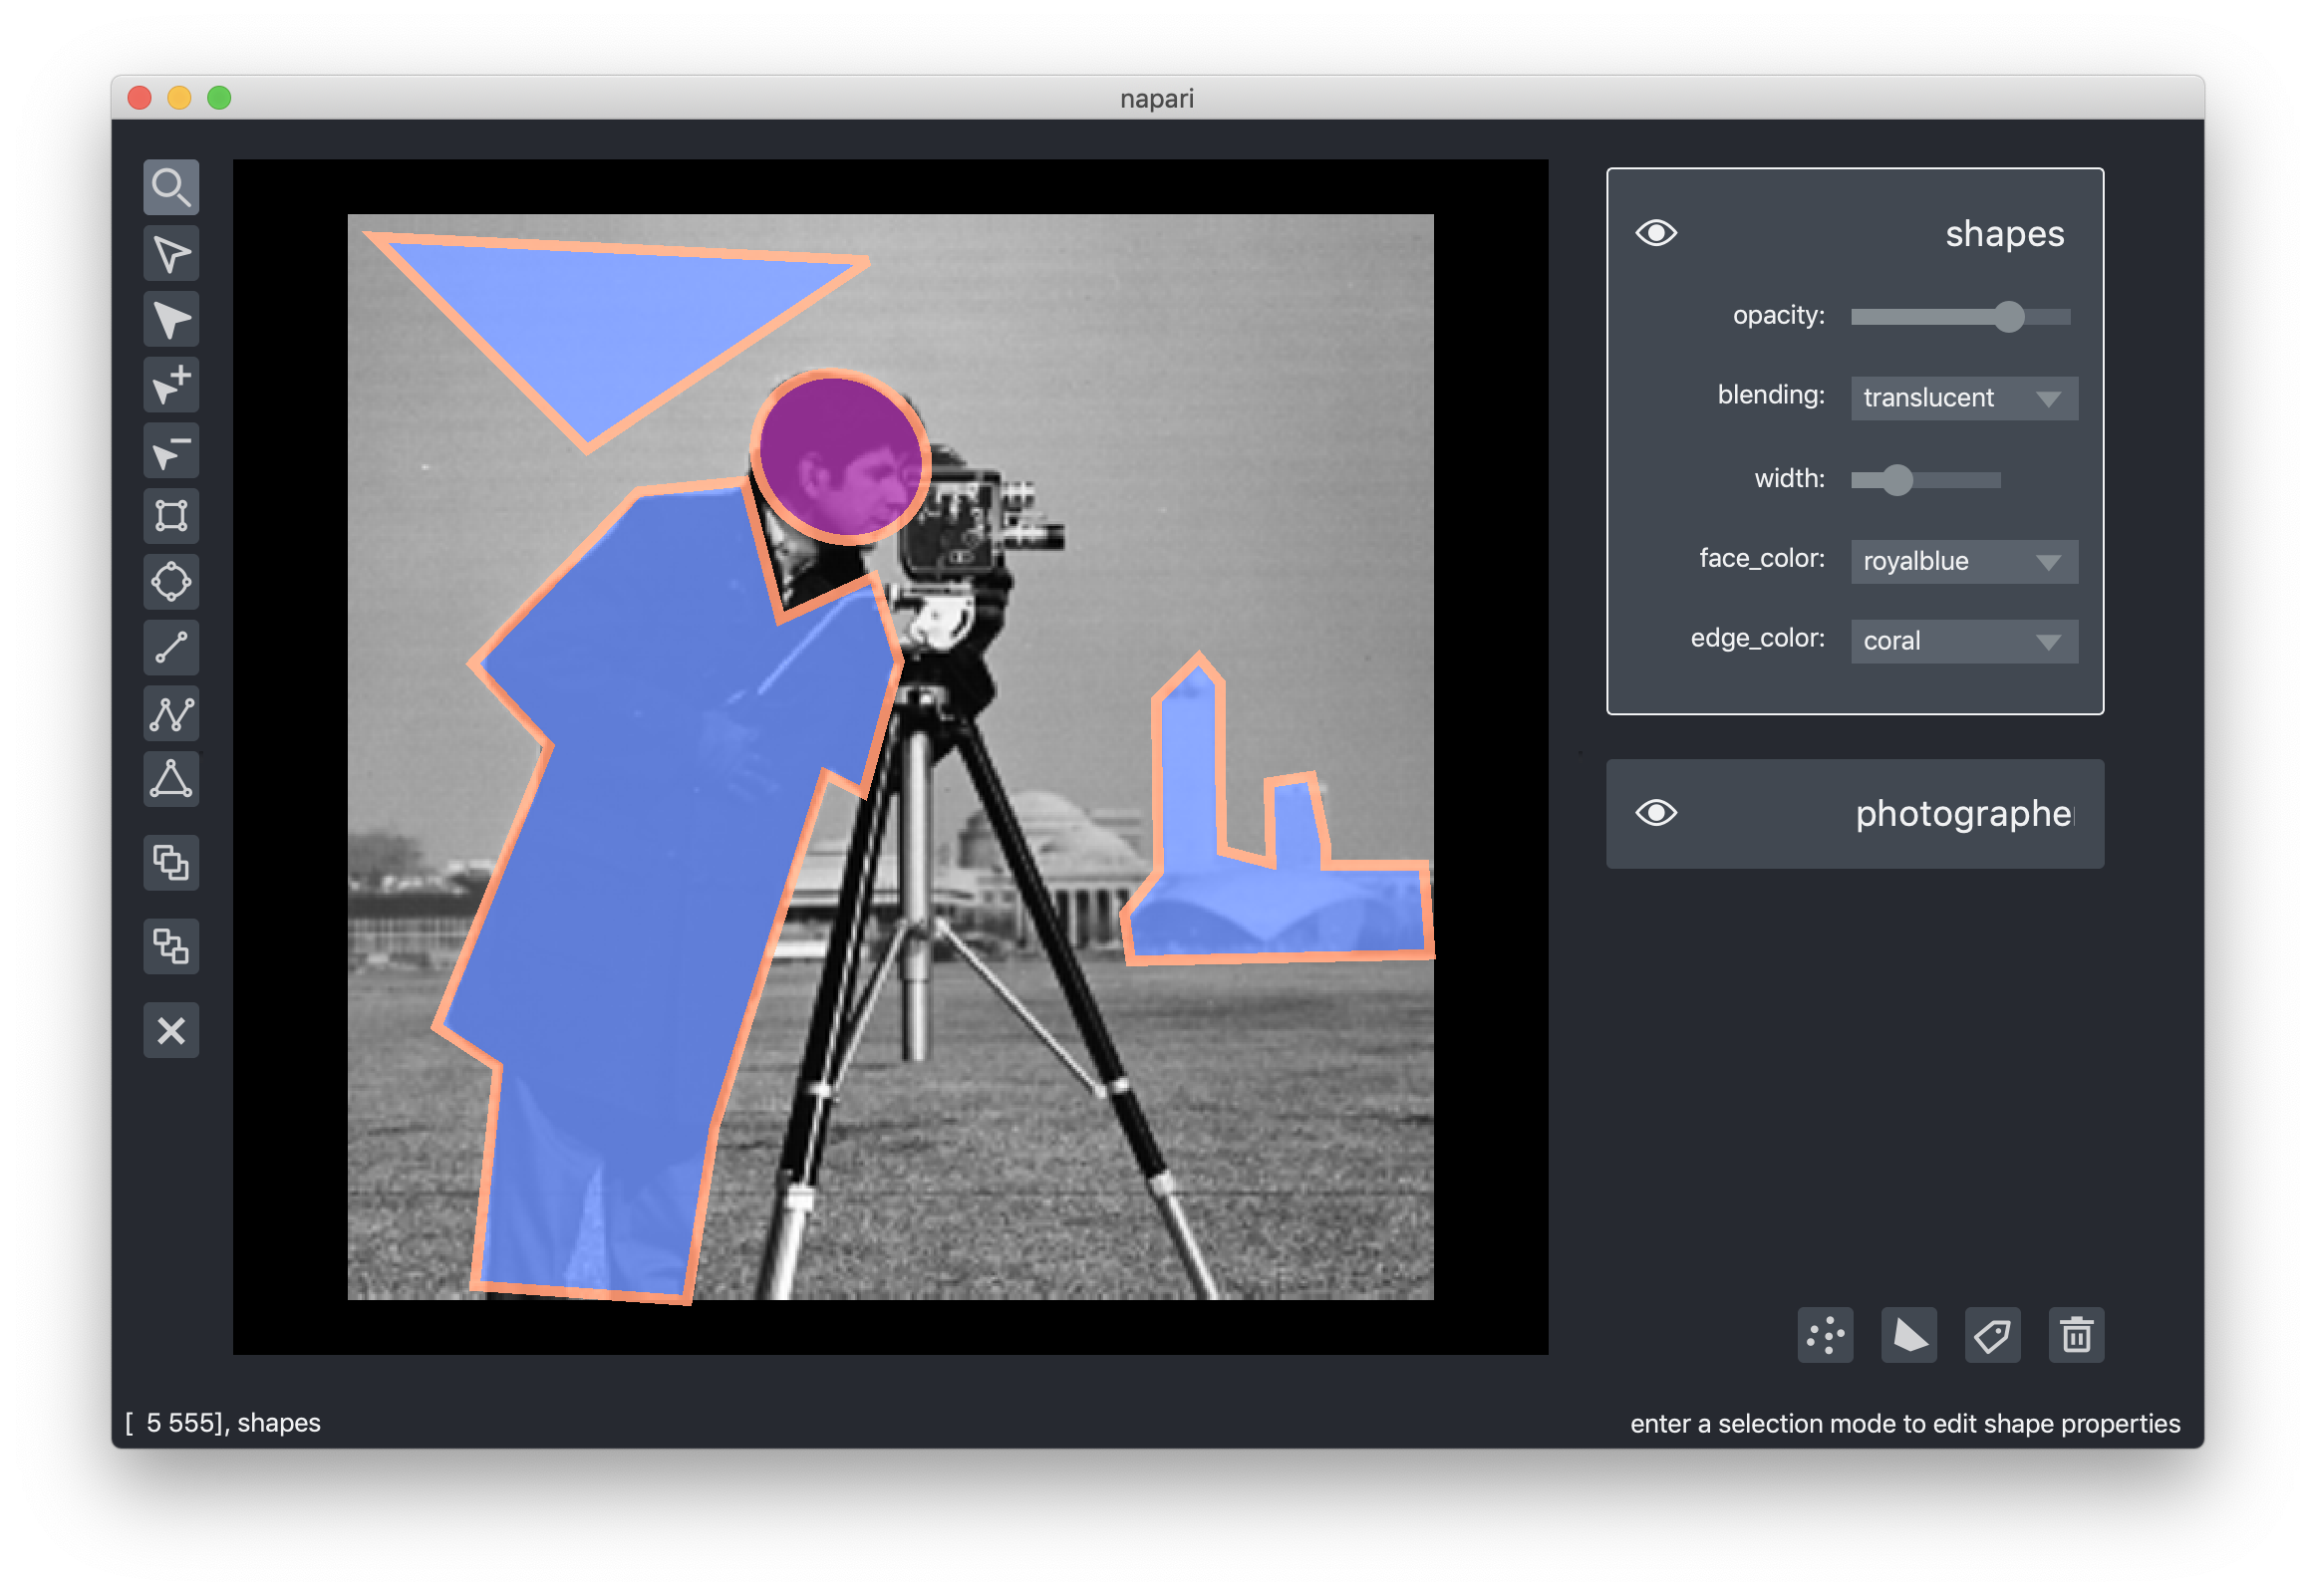 napari
shapes
opacity:
blending: translucent
width:
face_color: royalblue
edge_color: coral
photographe
[ 5 555], shapes
enter a selection mode to edit shape properties